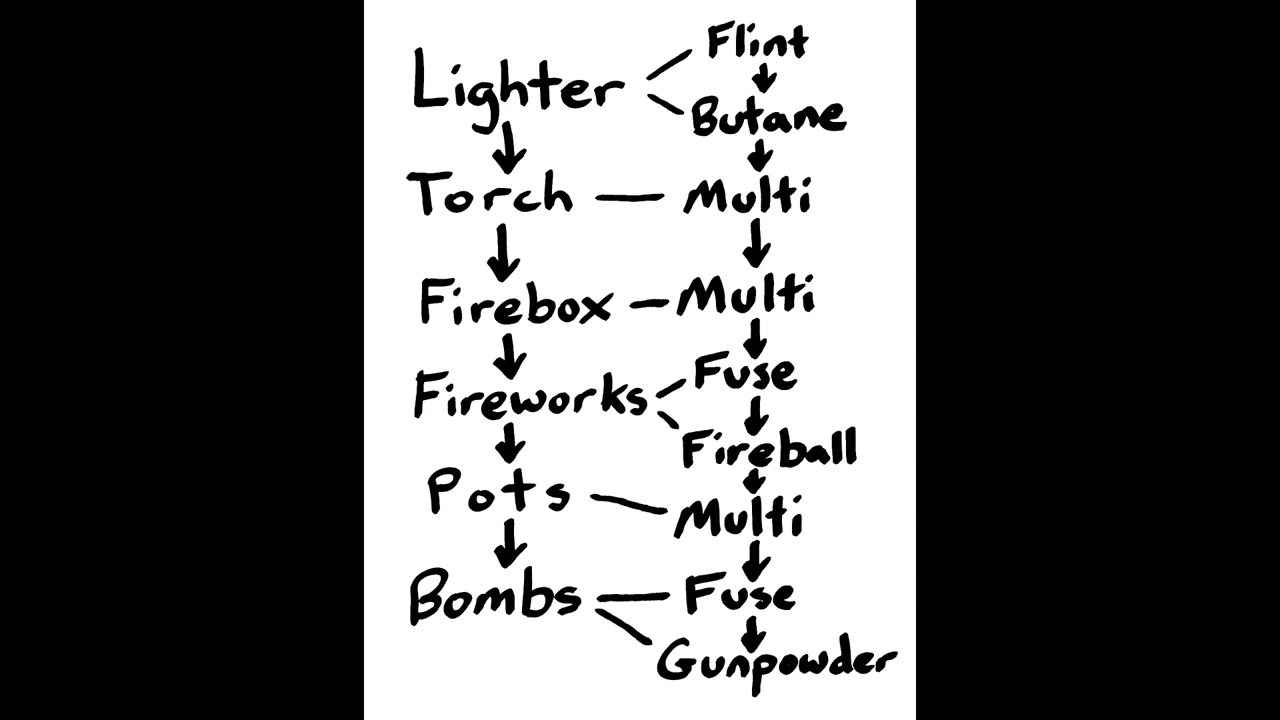 Flint
Lighter
Butane
Torch — Multi
Firebox — Multi
Fuse
Fireworks
Fireball
Pots
Multi
Bombs — Fuse
Gunpowder